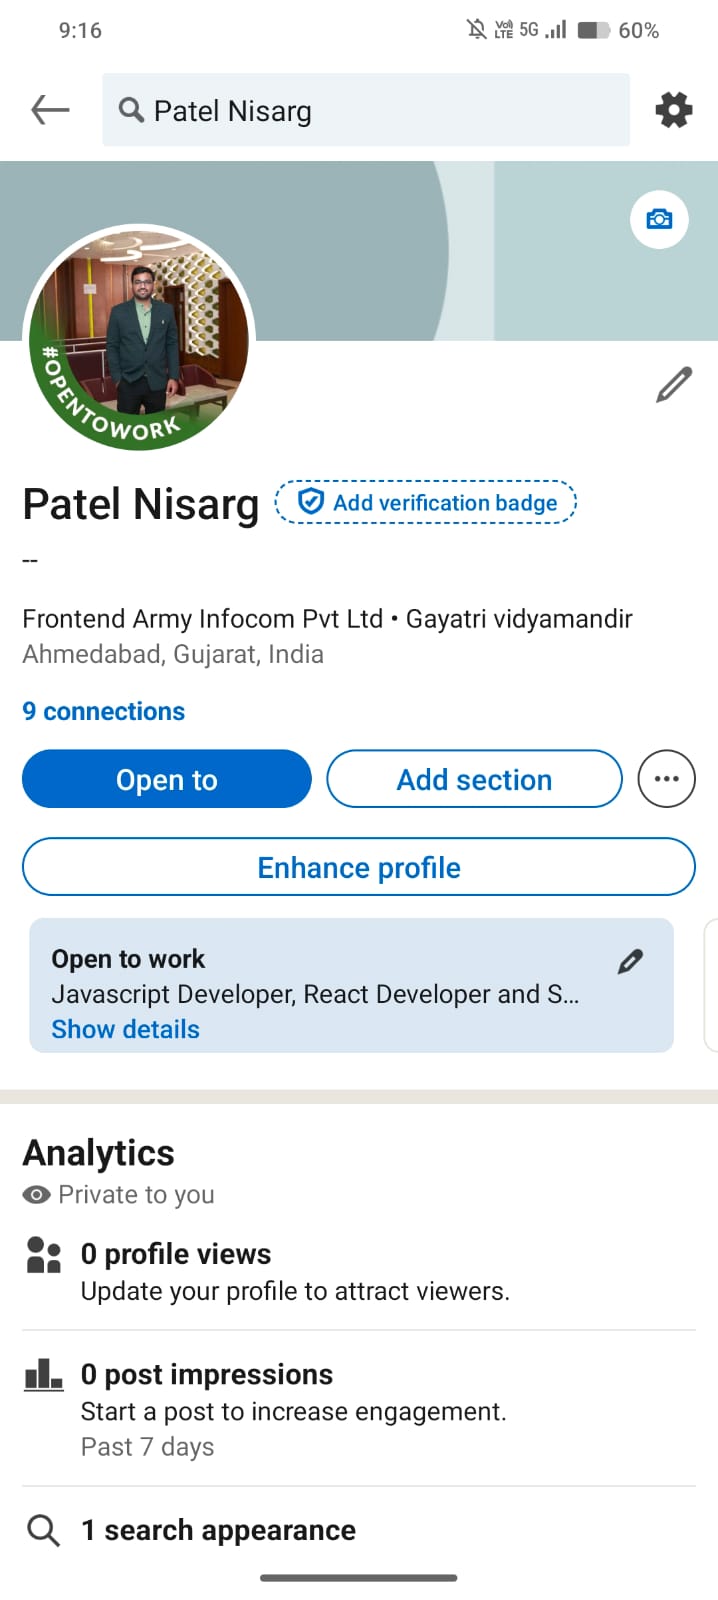 9:16
Vo) LTE 5G 60%
Patel Nisarg
#OPENTOWORK
Patel Nisarg
Add verification badge
--
Frontend Army Infocom Pvt Ltd • Gayatri vidyamandir
Ahmedabad, Gujarat, India
9 connections
Open to
Add section
Enhance profile
Open to work
Javascript Developer, React Developer and S...
Show details
Analytics
Private to you
0 profile views
Update your profile to attract viewers.
0 post impressions
Start a post to increase engagement.
Past 7 days
1 search appearance